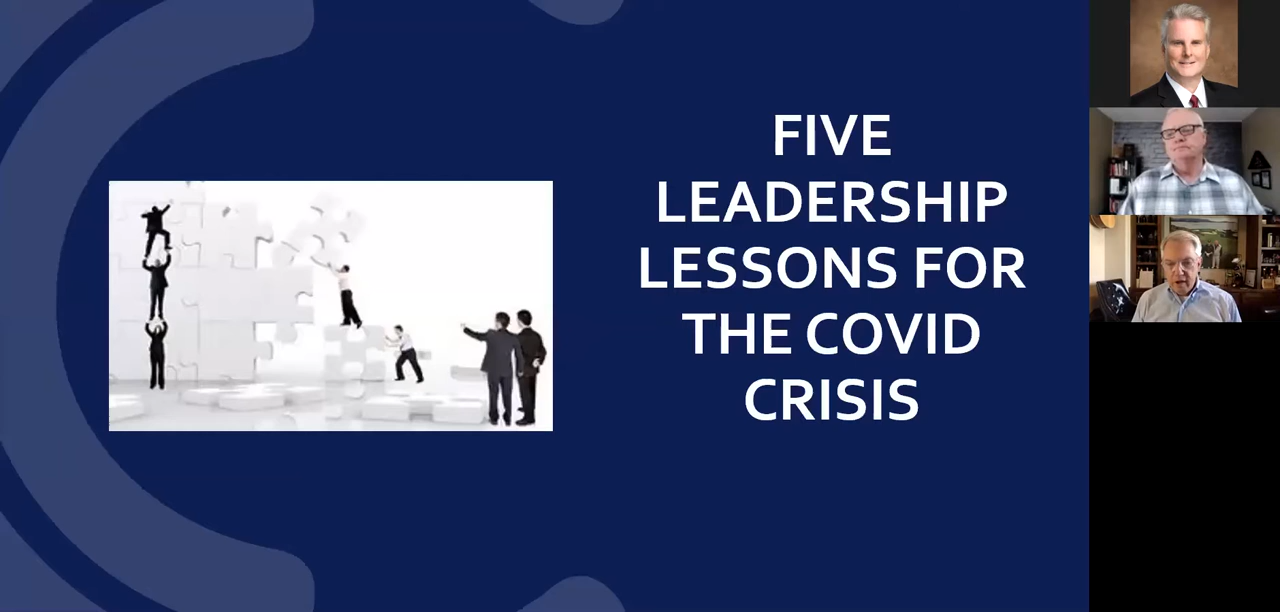 FIVE
LEADERSHIP
LESSONS FOR
THE COVID
CRISIS